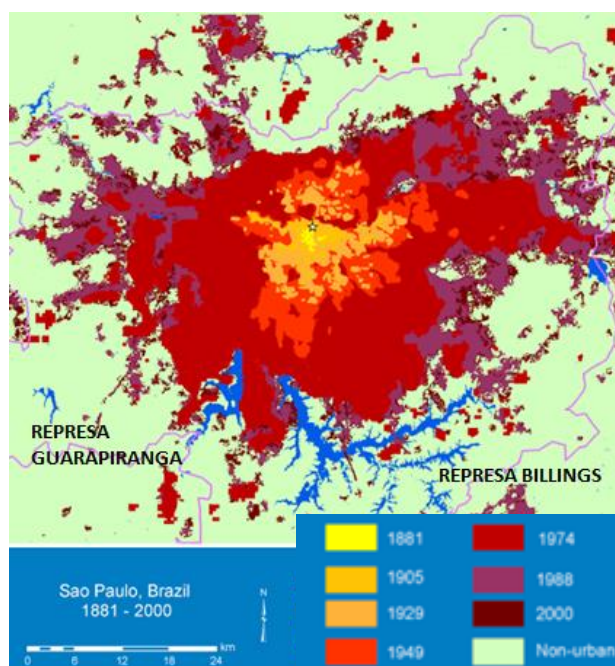 REPRESA
GUARAPIRANGA
REPRESA BILLINGS
Sao Paulo, Brazil
1881 - 2000
N
km
0 6 12 18 24
1881
1905
1929
1949
1974
1988
2000
Non-urban